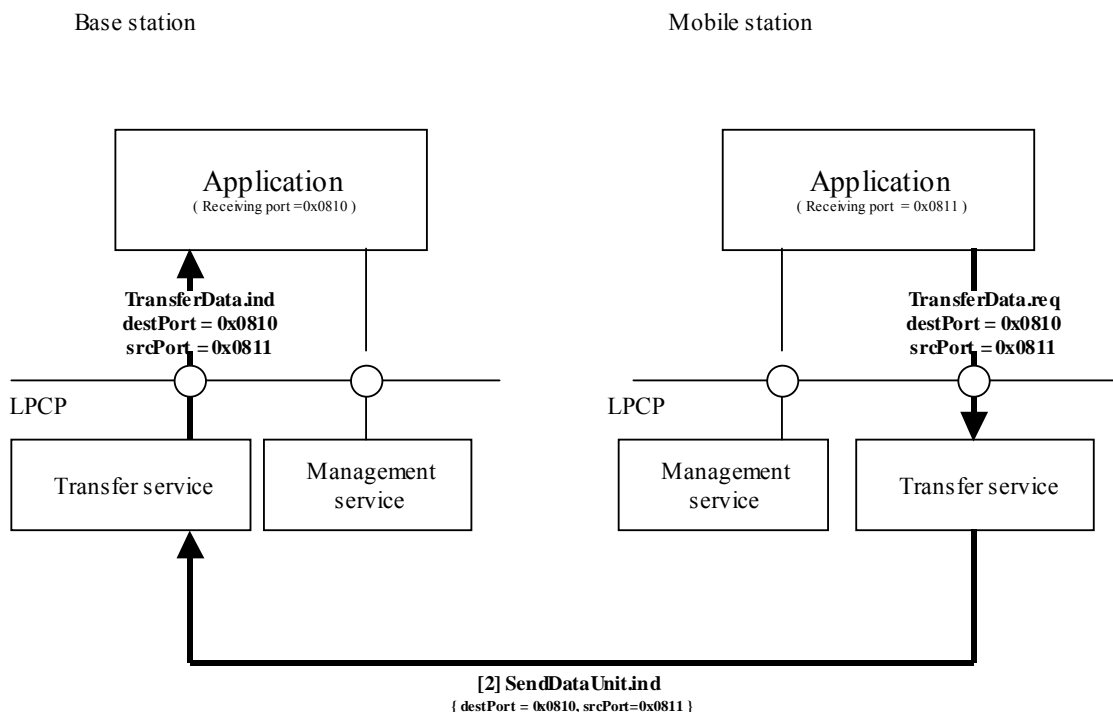 Base station
Mobile station
Application
( Receiving port =0x0810 )
Application
( Receiving port = 0x0811 )
TransferData.ind
destPort = 0x0810
srcPort = 0x0811
TransferData.req
destPort = 0x0810
srcPort = 0x0811
LPCP
LPCP
Transfer service
Management
service
Management
service
Transfer service
[2] SendDataUnit.ind
{ destPort = 0x0810, srcPort=0x0811 }